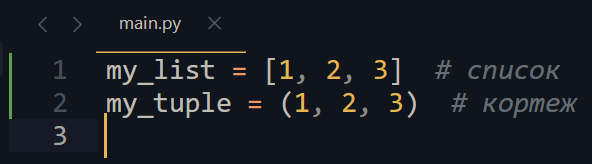 main.py
1 my_list = [1, 2, 3]  # список
2 my_tuple = (1, 2, 3)  # кортеж
3